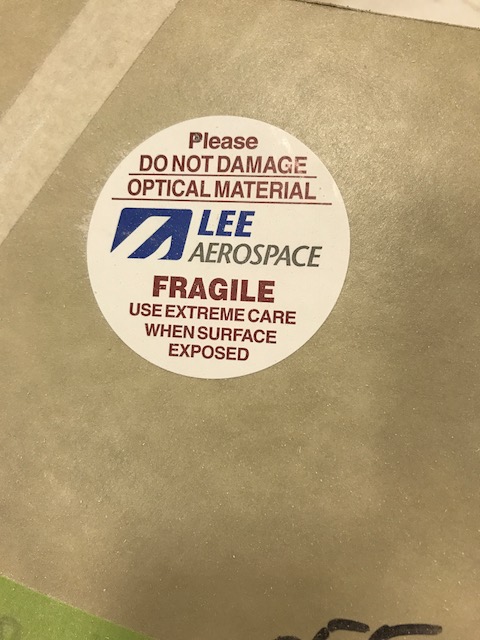 Please
DO NOT DAMAGE
OPTICAL MATERIAL
LEE
AEROSPACE
FRAGILE
USE EXTREME CARE
WHEN SURFACE
EXPOSED